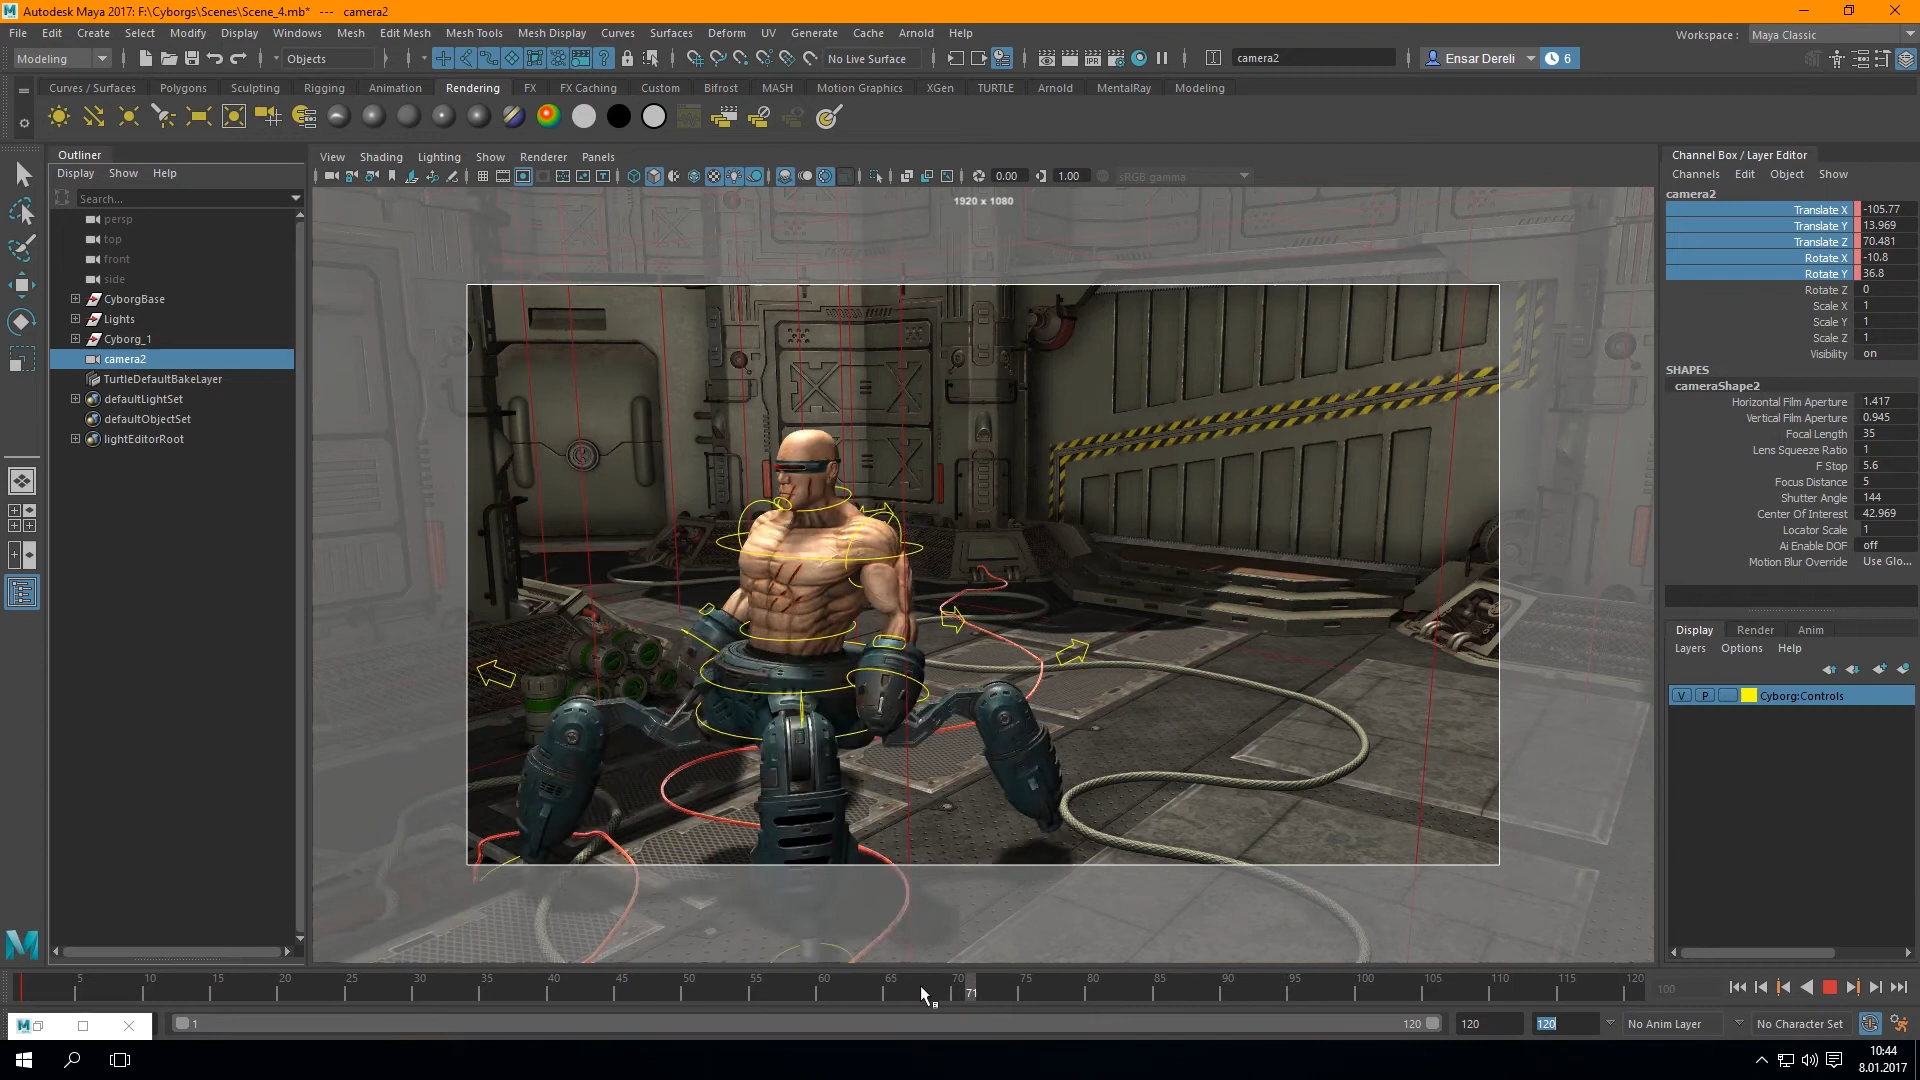 Autodesk Maya 2017: F:\Cyborgs\Scenes\Scene_4.mb*   ---   camera2
File Edit Create Select Modify Display Windows Mesh Edit Mesh Mesh Tools Mesh Display Curves Surfaces Deform UV Generate Cache Arnold Help
Workspace : Maya Classic
Modeling Objects No Live Surface IPR camera2 Ensar Dereli 6
Curves / Surfaces Polygons Sculpting Rigging Animation Rendering FX FX Caching Custom Bifrost MASH Motion Graphics XGen TURTLE Arnold MentalRay Modeling
Outliner
Display Show Help
Search...
persp
top
front
side
CyborgBase
Lights
Cyborg_1
camera2
TurtleDefaultBakeLayer
defaultLightSet
defaultObjectSet
lightEditorRoot
View Shading Lighting Show Renderer Panels
0.00 1.00 sRGB gamma
1920 x 1080
Channel Box / Layer Editor
Channels Edit Object Show
camera2
Translate X -105.77
Translate Y 13.969
Translate Z 70.481
Rotate X -10.8
Rotate Y 36.8
Rotate Z 0
Scale X 1
Scale Y 1
Scale Z 1
Visibility on
SHAPES
cameraShape2
Horizontal Film Aperture 1.417
Vertical Film Aperture 0.945
Focal Length 35
Lens Squeeze Ratio 1
F Stop 5.6
Focus Distance 5
Shutter Angle 144
Center Of Interest 42.969
Locator Scale 1
Ai Enable DOF off
Motion Blur Override Use Glo...
Display Render Anim
Layers Options Help
V P Cyborg:Controls
5 10 15 20 25 30 35 40 45 50 55 60 65 70 75 80 85 90 95 100 105 110 115 120
71
100
1 120 120 120 No Anim Layer No Character Set
10:44
8.01.2017